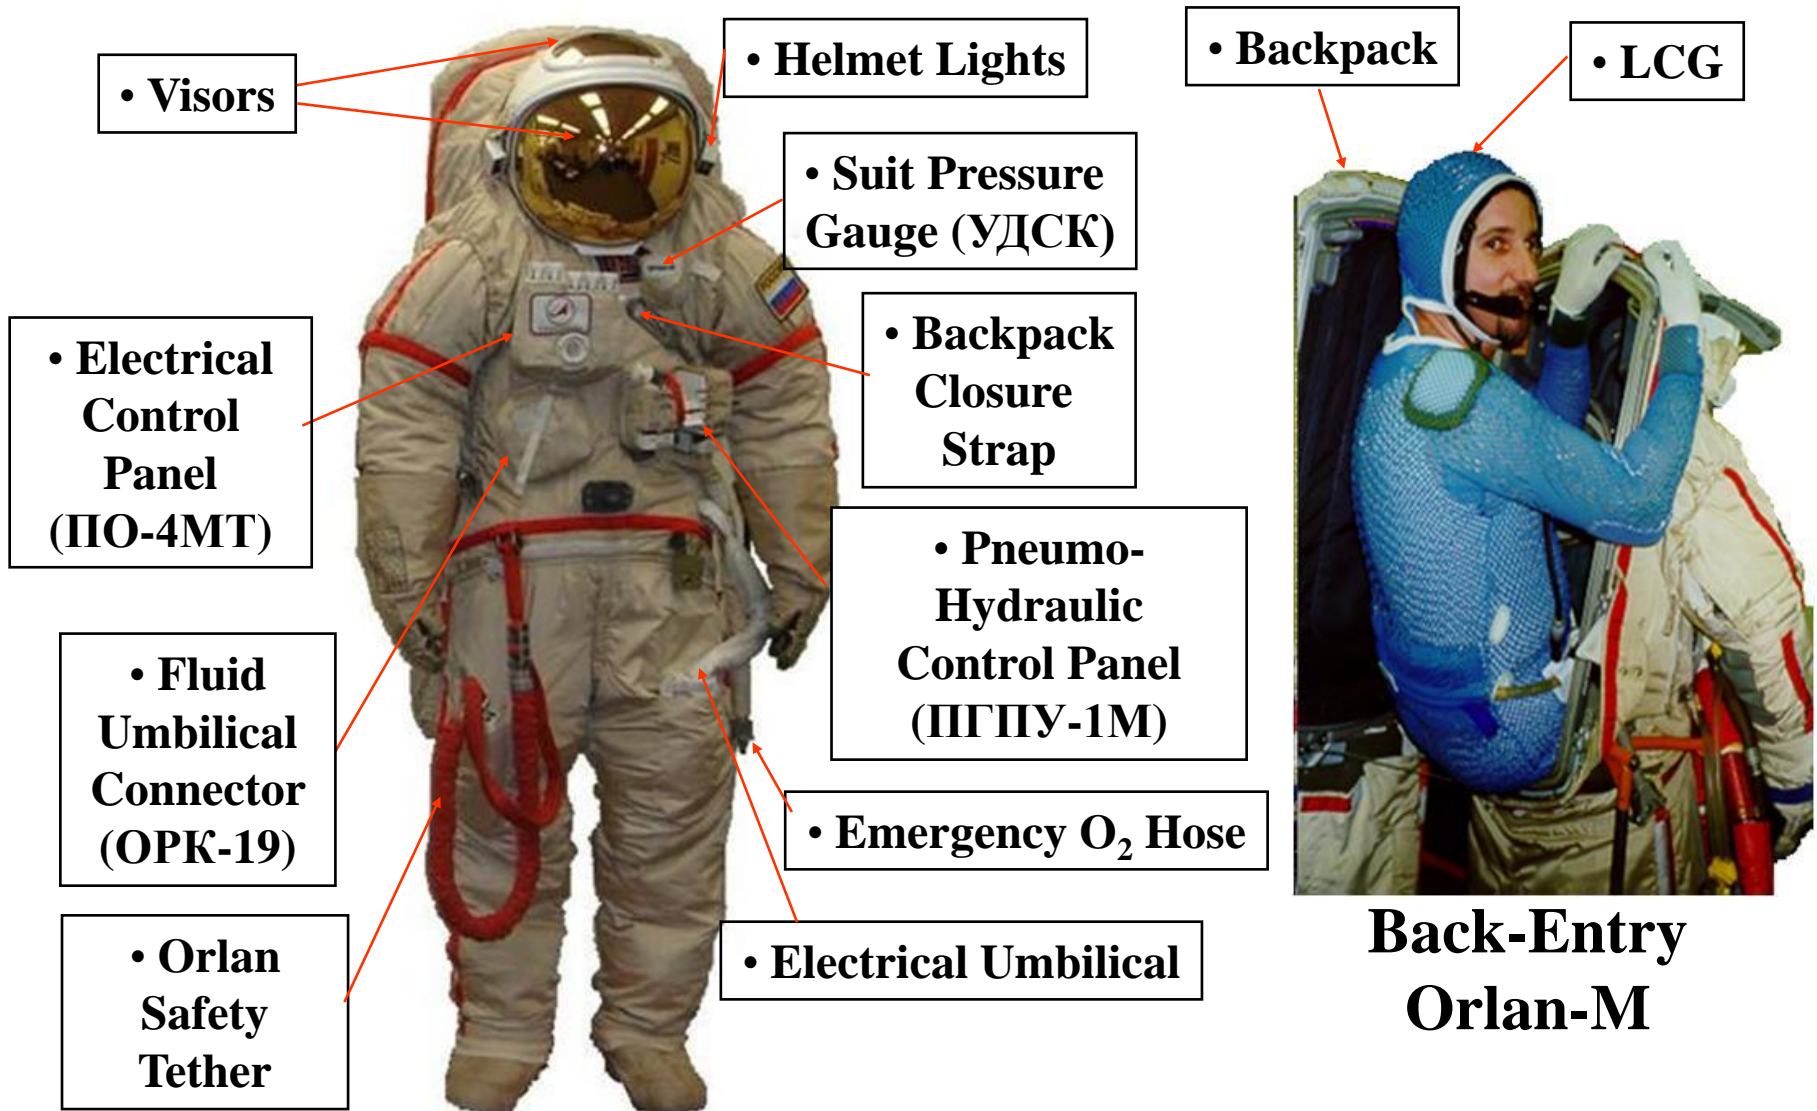 • Visors
• Helmet Lights
• Backpack
• LCG
• Suit Pressure
Gauge (УДСК)
• Electrical
Control
Panel
(ПО-4МТ)
• Backpack
Closure
Strap
• Pneumo-
Hydraulic
Control Panel
(ПГПУ-1М)
• Fluid
Umbilical
Connector
(ОРК-19)
• Emergency O₂ Hose
• Orlan
Safety
Tether
• Electrical Umbilical
Back-Entry
Orlan-M